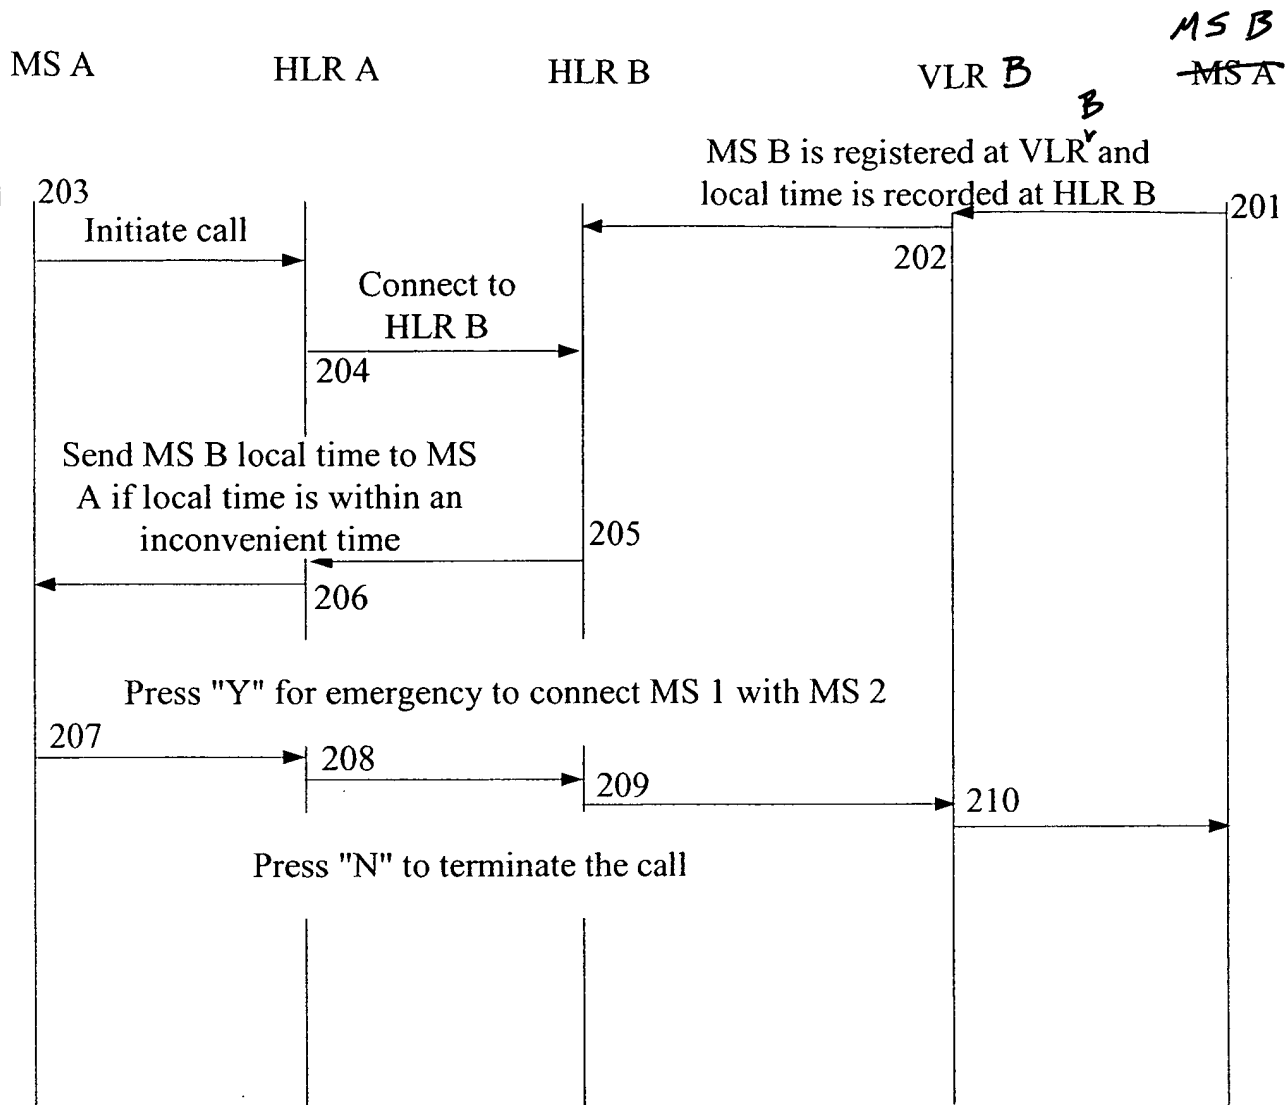 MS B
MS A HLR A HLR B VLR B MS A
B
MS B is registered at VLR and
local time is recorded at HLR B
203
201
Initiate call
202
Connect to
HLR B
204
Send MS B local time to MS
A if local time is within an
inconvenient time
205
206
Press "Y" for emergency to connect MS 1 with MS 2
207
208
209
210
Press "N" to terminate the call